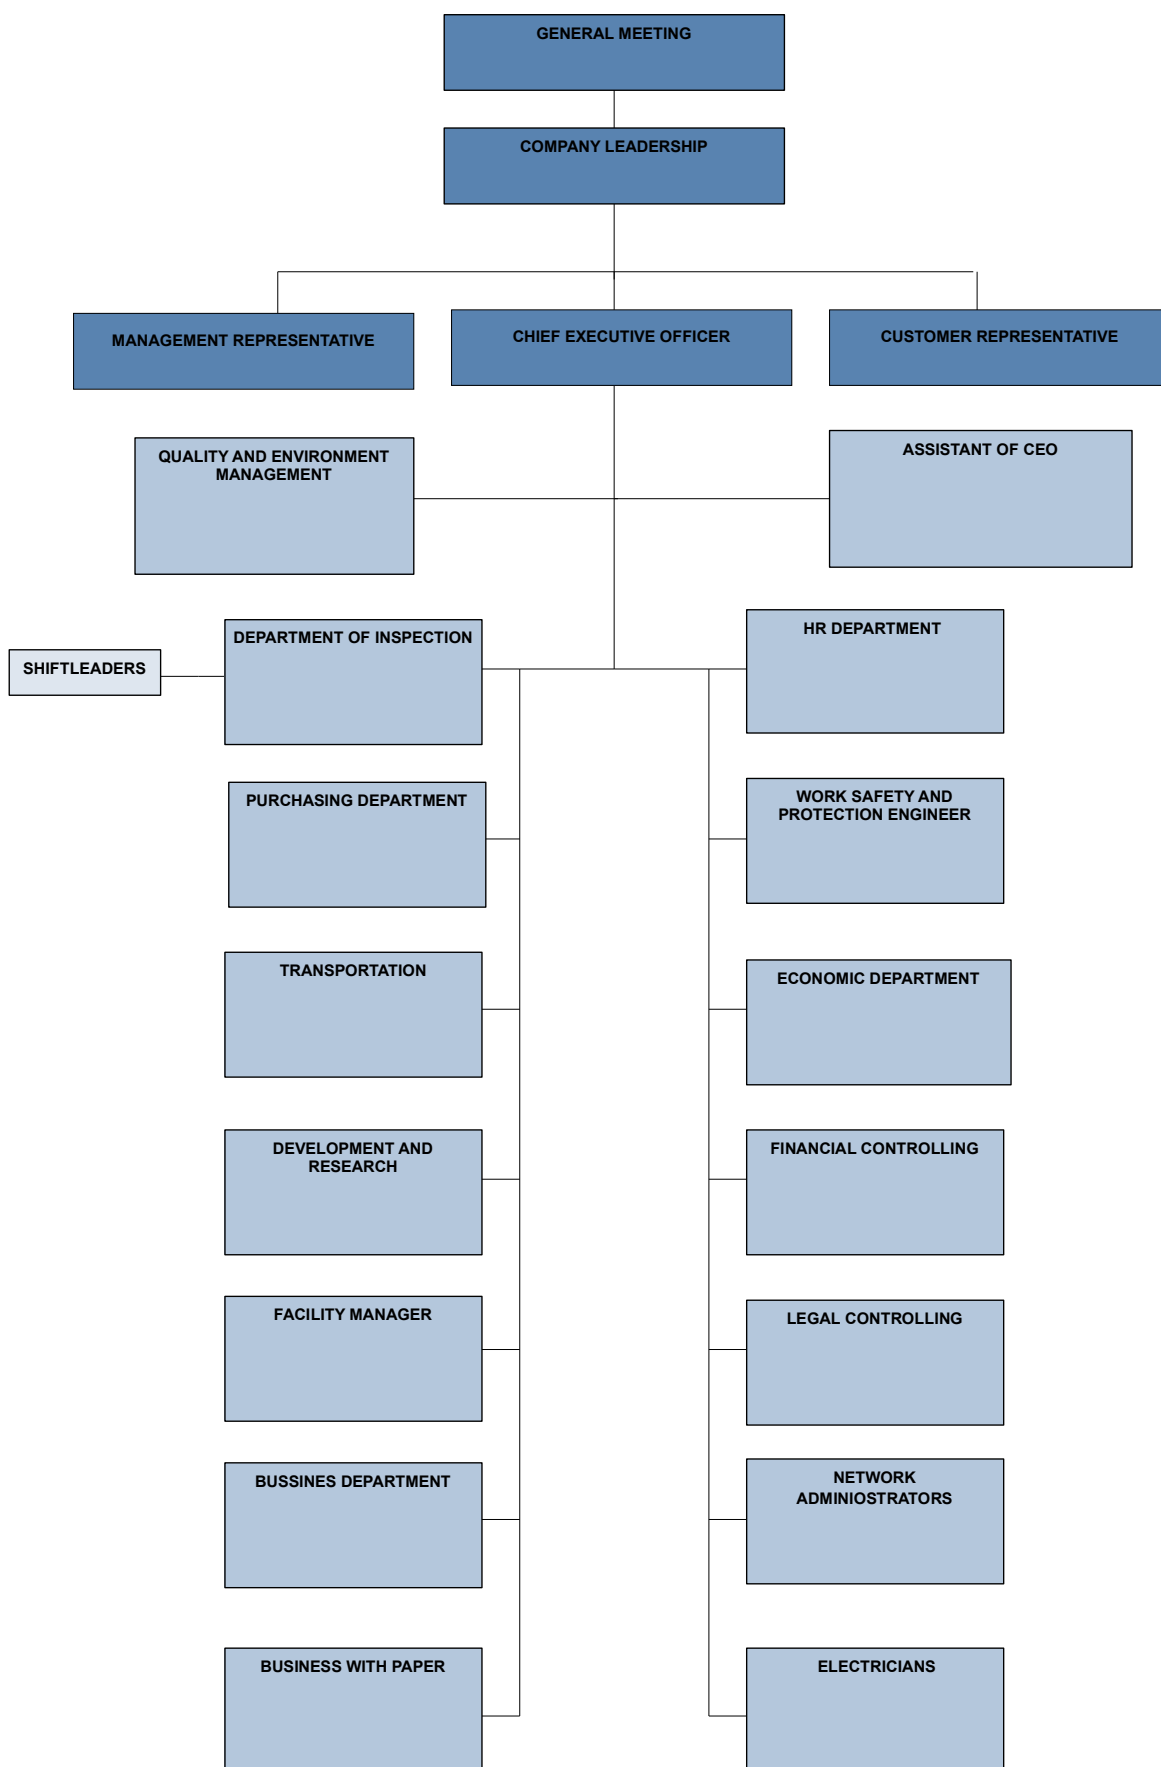 GENERAL MEETING
COMPANY LEADERSHIP
MANAGEMENT REPRESENTATIVE
CHIEF EXECUTIVE OFFICER
CUSTOMER REPRESENTATIVE
QUALITY AND ENVIRONMENT
MANAGEMENT
ASSISTANT OF CEO
SHIFTLEADERS
DEPARTMENT OF INSPECTION
HR DEPARTMENT
PURCHASING DEPARTMENT
WORK SAFETY AND
PROTECTION ENGINEER
TRANSPORTATION
ECONOMIC DEPARTMENT
DEVELOPMENT AND
RESEARCH
FINANCIAL CONTROLLING
FACILITY MANAGER
LEGAL CONTROLLING
BUSSINES DEPARTMENT
NETWORK
ADMINIOSTRATORS
BUSINESS WITH PAPER
ELECTRICIANS